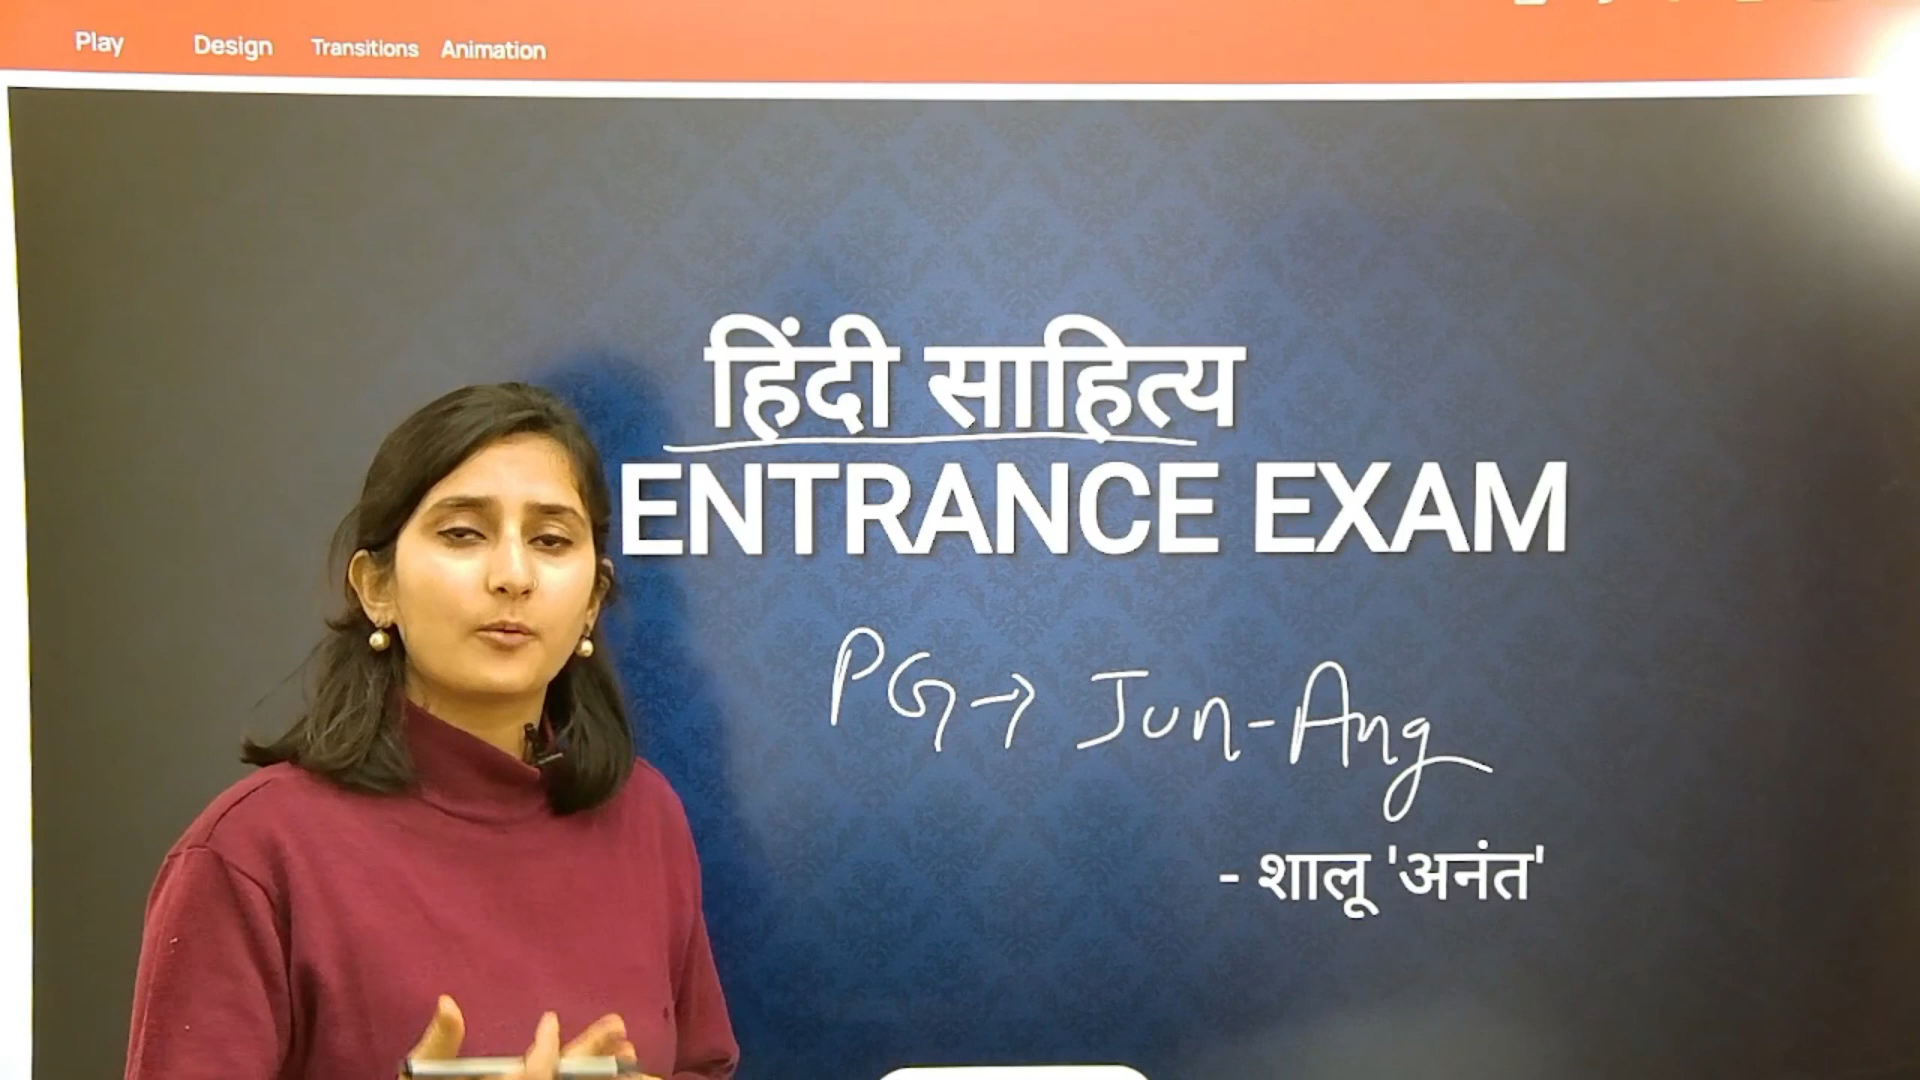 Play Design Transitions Animation
हिंदी साहित्य
ENTRANCE EXAM
PG → Jun - Aug
- शालू 'अनंत'